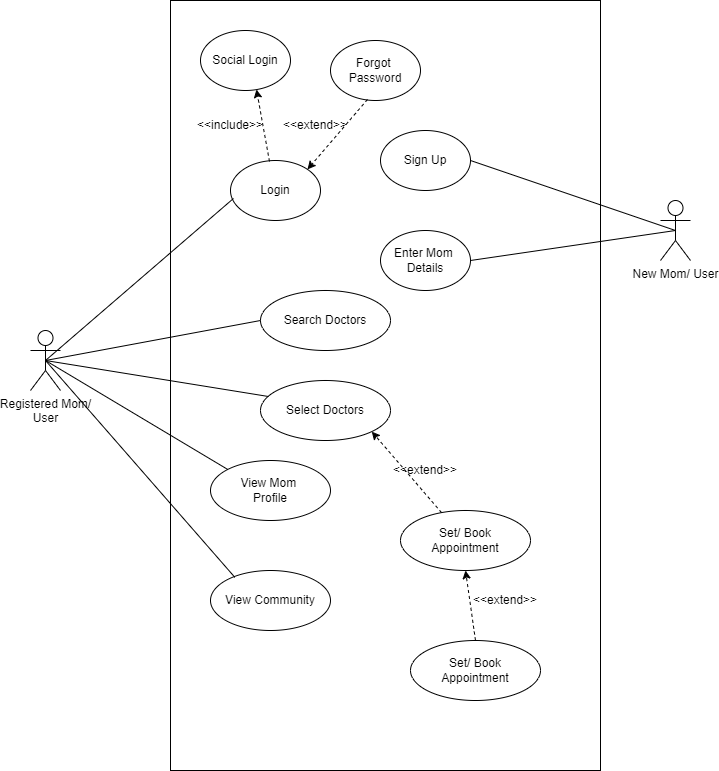 Social Login
Forgot
Password
<<include>>
<<extend>>
Sign Up
Login
Enter Mom
Details
New Mom/ User
Search Doctors
Registered Mom/
User
Select Doctors
<<extend>>
View Mom
Profile
Set/ Book
Appointment
View Community
<<extend>>
Set/ Book
Appointment